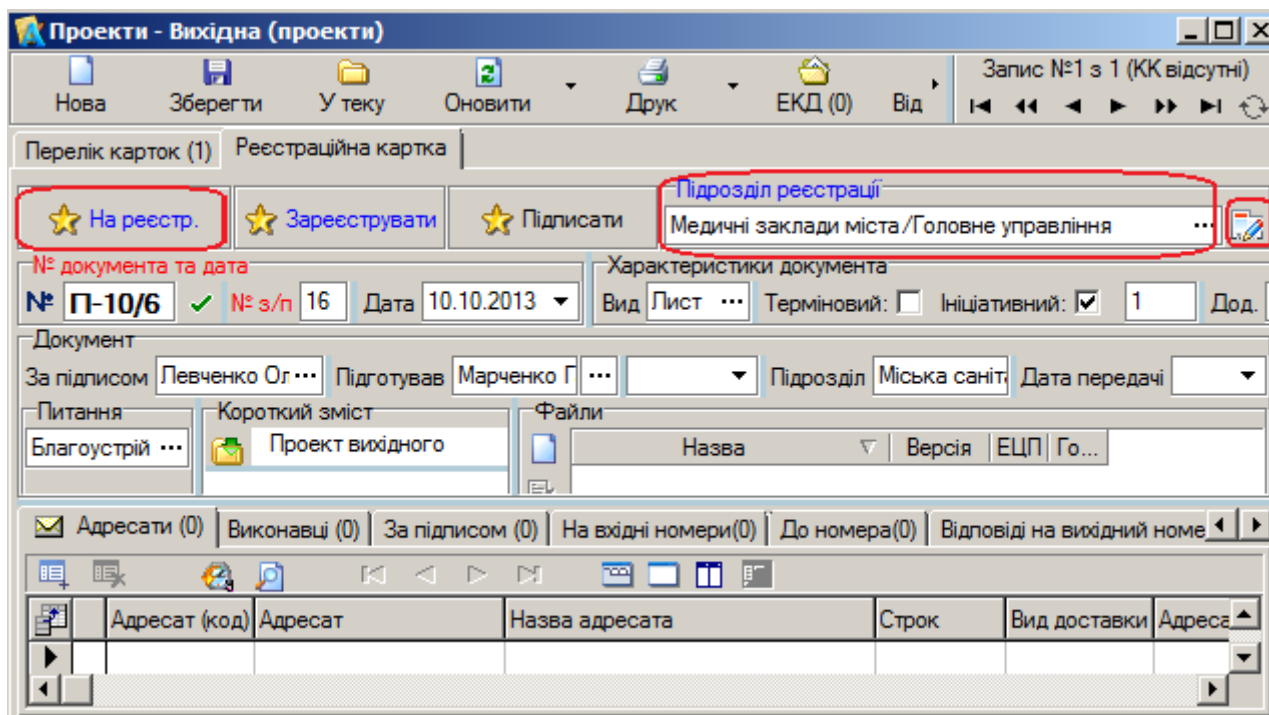 Проекти - Вихідна (проекти)
Нова Зберегти У теку Оновити Друк ЕКД (0) Від Запис №1 з 1 (КК відсутні)
Перелік карток (1) Реєстраційна картка
На реєстр. Зареєструвати Підписати Підрозділ реєстрації
Медичні заклади міста/Головне управління ...
№ документа та дата Характеристики документа
№ П-10/6 № з/п 16 Дата 10.10.2013 Вид Лист ... Терміновий: Ініціативний: 1 Дод.
Документ
За підписом Левченко Ол ... Підготував Марченко Г ... Підрозділ Міська саніта Дата передачі
Питання Короткий зміст Файли
Благоустрій ... Проект вихідного Назва Версія ЕЦП Го...
Адресати (0) Виконавці (0) За підписом (0) На вхідні номери(0) До номера(0) Відповіді на вихідний номе
Адресат (код) Адресат Назва адресата Строк Вид доставки Адреса